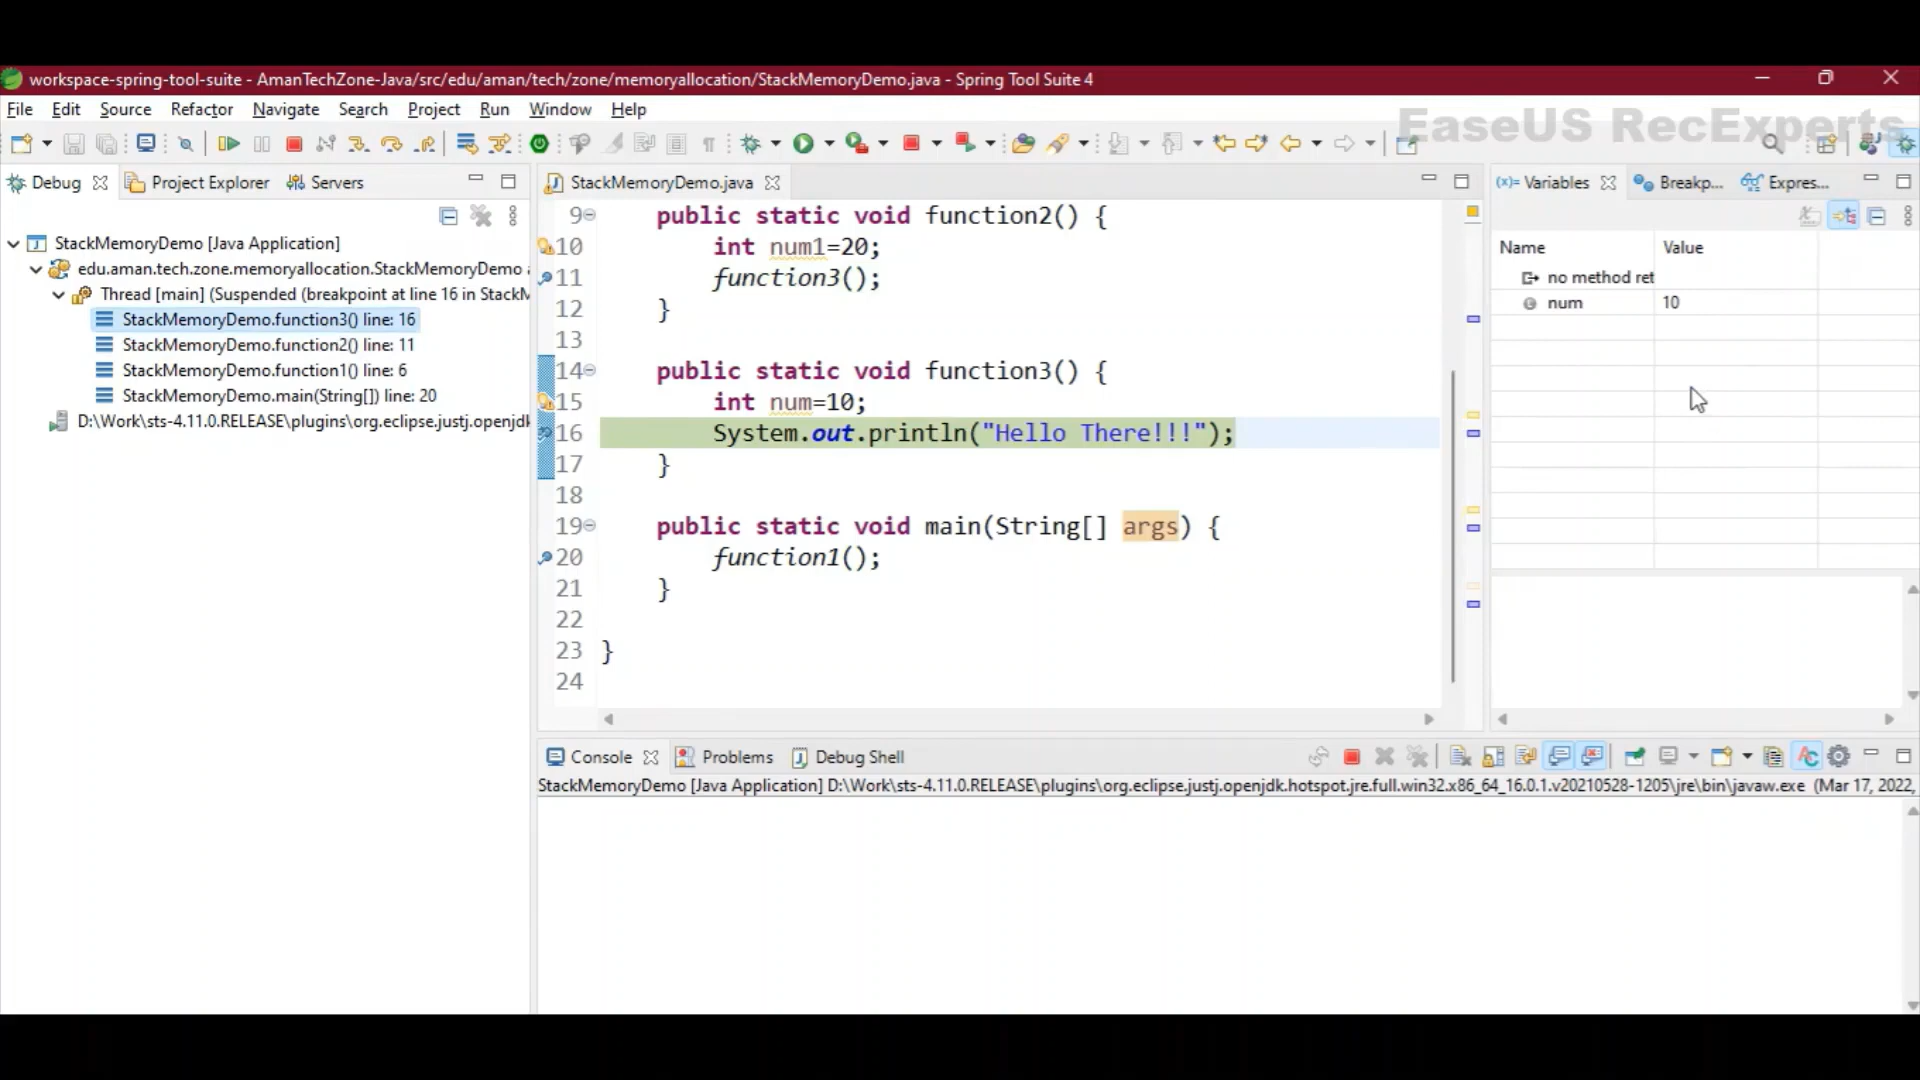 workspace-spring-tool-suite - AmanTechZone-Java/src/edu/aman/tech/zone/memoryallocation/StackMemoryDemo.java - Spring Tool Suite 4
File Edit Source Refactor Navigate Search Project Run Window Help
EaseUS RecExperts
Debug Project Explorer Servers
StackMemoryDemo [Java Application]
edu.aman.tech.zone.memoryallocation.StackMemoryDemo
Thread [main] (Suspended (breakpoint at line 16 in StackM
StackMemoryDemo.function3() line: 16
StackMemoryDemo.function2() line: 11
StackMemoryDemo.function1() line: 6
StackMemoryDemo.main(String[]) line: 20
D:\Work\sts-4.11.0.RELEASE\plugins\org.eclipse.justj.openjdk
StackMemoryDemo.java
9 public static void function2() {
10 int num1=20;
11 function3();
12 }
13
14 public static void function3() {
15 int num=10;
16 System.out.println("Hello There!!!");
17 }
18
19 public static void main(String[] args) {
20 function1();
21 }
22
23 }
24
(x)= Variables Breakp... Expres...
Name Value
no method ret
num 10
Console Problems Debug Shell
StackMemoryDemo [Java Application] D:\Work\sts-4.11.0.RELEASE\plugins\org.eclipse.justj.openjdk.hotspot.jre.full.win32.x86_64_16.0.1.v20210528-1205\jre\bin\javaw.exe (Mar 17, 2022,